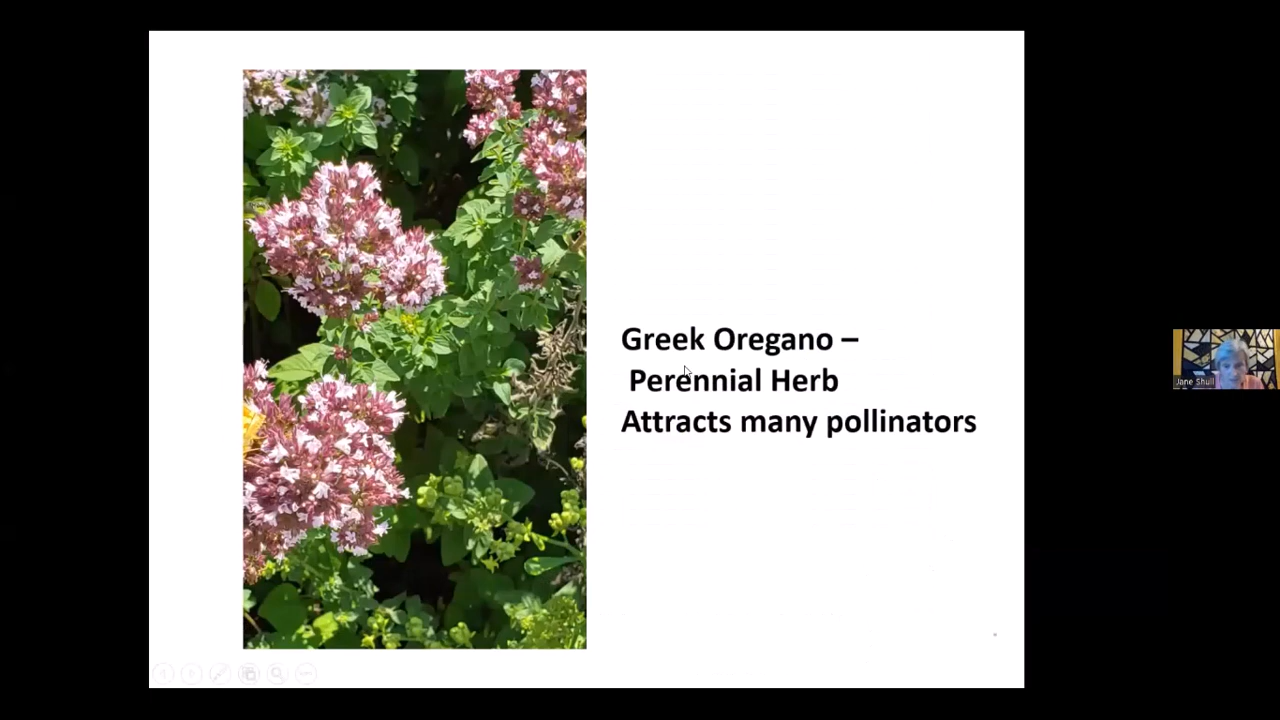 Greek Oregano –
Perennial Herb
Attracts many pollinators
Jane Shull